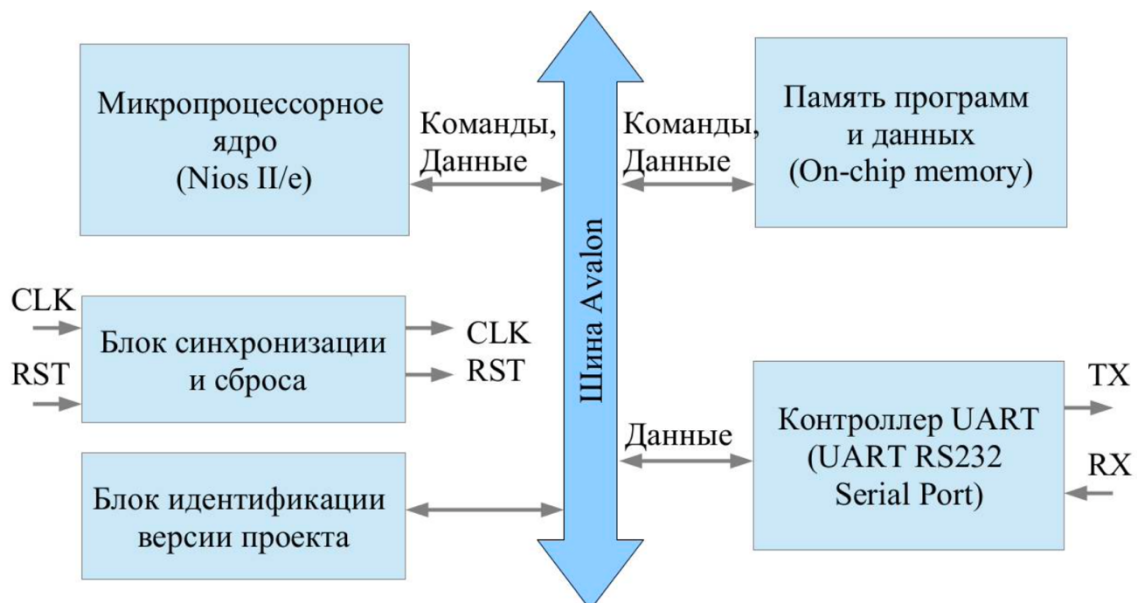 Микропроцессорное
ядро
(Nios II/e)
Команды,
Данные
Шина Avalon
Команды,
Данные
Память программ
и данных
(On-chip memory)
CLK
RST
Блок синхронизации
и сброса
CLK
RST
Блок идентификации
версии проекта
Данные
Контроллер UART
(UART RS232
Serial Port)
TX
RX